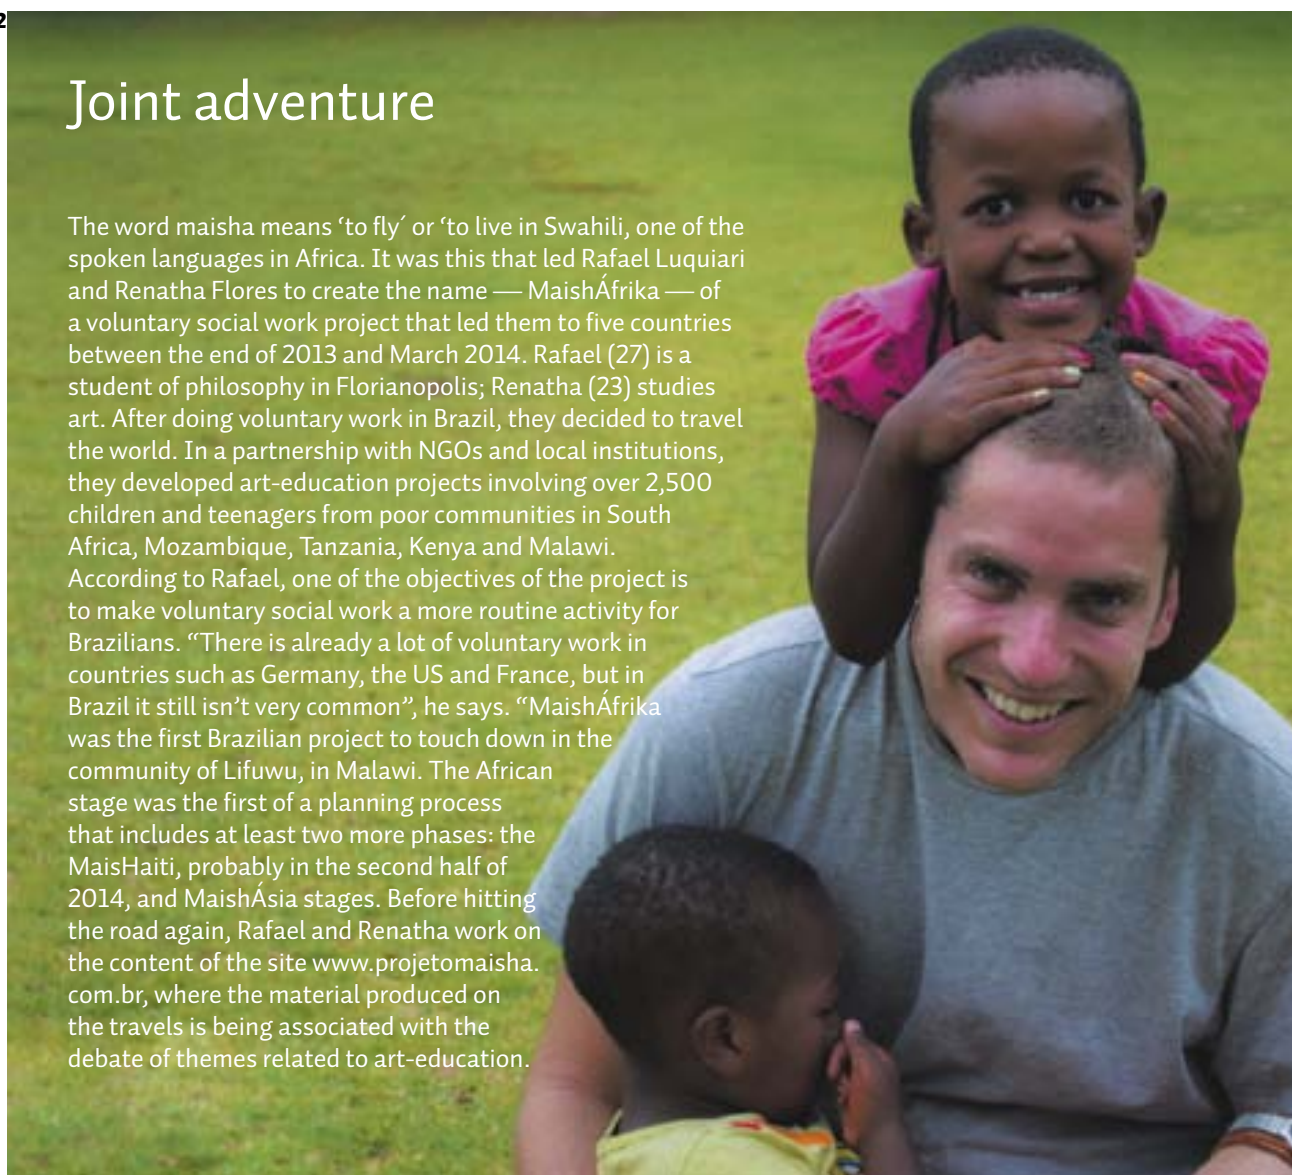 2
Joint adventure
The word maisha means ‘to fly´ or ‘to live in Swahili, one of the
spoken languages in Africa. It was this that led Rafael Luquiari
and Renatha Flores to create the name — MaishÁfrika — of
a voluntary social work project that led them to five countries
between the end of 2013 and March 2014. Rafael (27) is a
student of philosophy in Florianopolis; Renatha (23) studies
art. After doing voluntary work in Brazil, they decided to travel
the world. In a partnership with NGOs and local institutions,
they developed art-education projects involving over 2,500
children and teenagers from poor communities in South
Africa, Mozambique, Tanzania, Kenya and Malawi.
According to Rafael, one of the objectives of the project is
to make voluntary social work a more routine activity for
Brazilians. “There is already a lot of voluntary work in
countries such as Germany, the US and France, but in
Brazil it still isn’t very common”, he says. “MaishÁfrika
was the first Brazilian project to touch down in the
community of Lifuwu, in Malawi. The African
stage was the first of a planning process
that includes at least two more phases: the
MaisHaiti, probably in the second half of
2014, and MaishÁsia stages. Before hitting
the road again, Rafael and Renatha work on
the content of the site www.projetomaisha.
com.br, where the material produced on
the travels is being associated with the
debate of themes related to art-education.